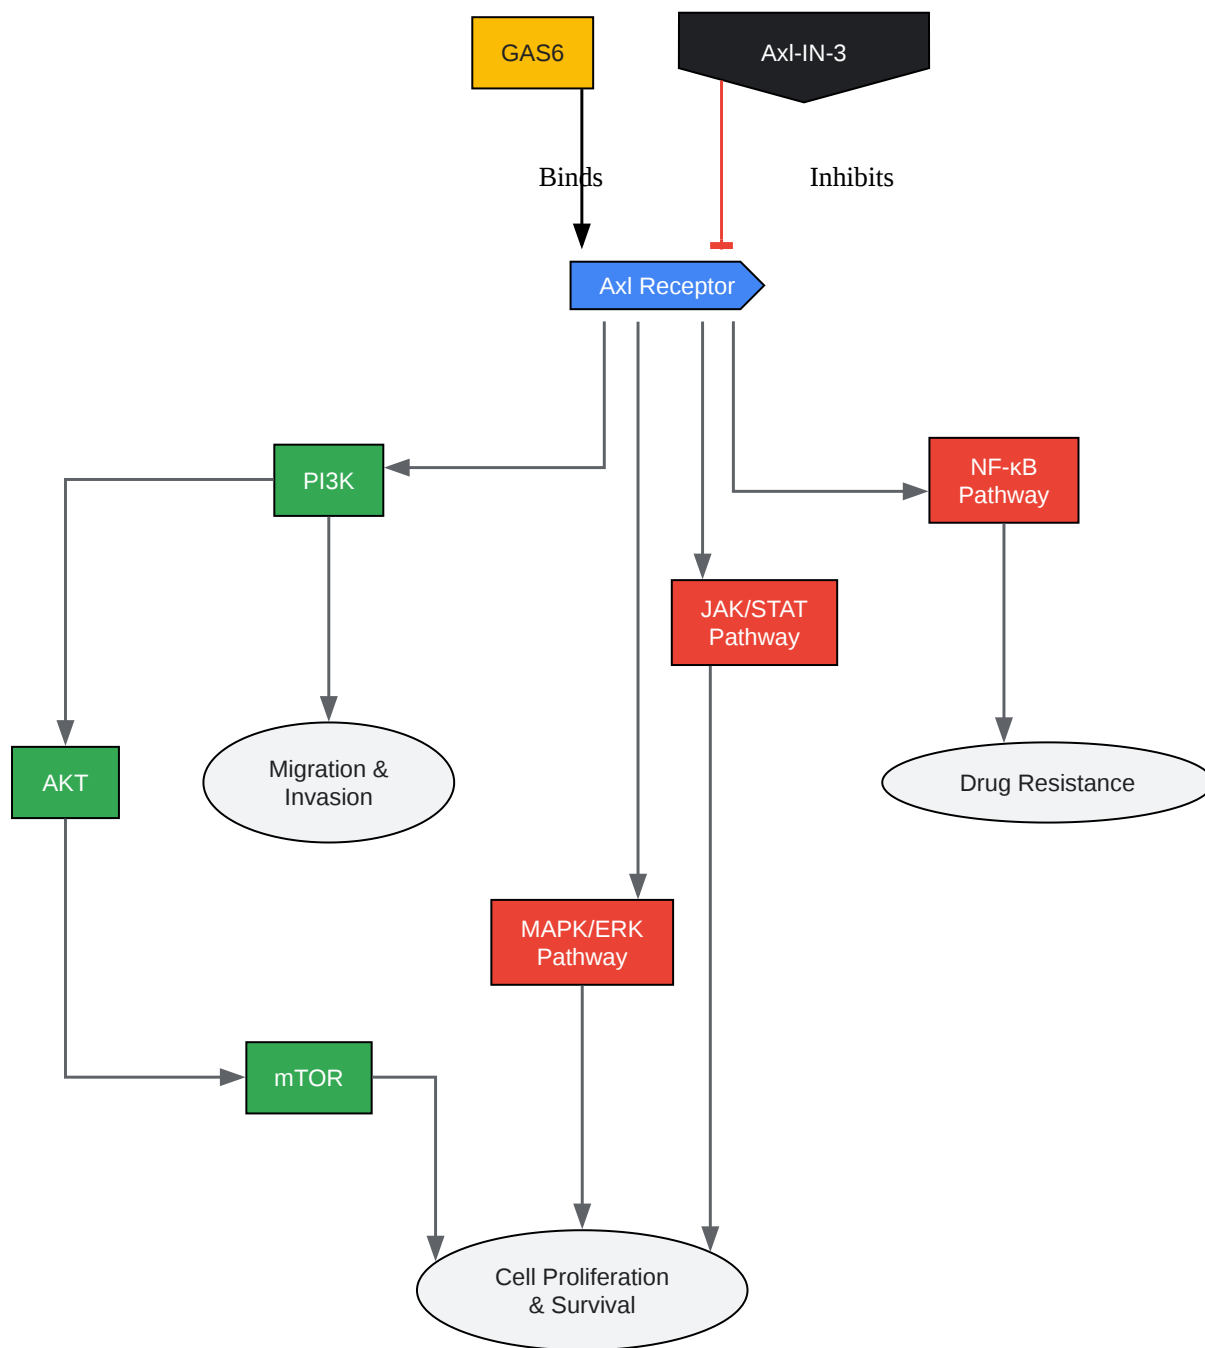 GAS6
Axl-IN-3
Binds
Inhibits
Axl Receptor
PI3K
NF-κB
Pathway
JAK/STAT
Pathway
AKT
Migration &
Invasion
Drug Resistance
MAPK/ERK
Pathway
mTOR
Cell Proliferation
& Survival